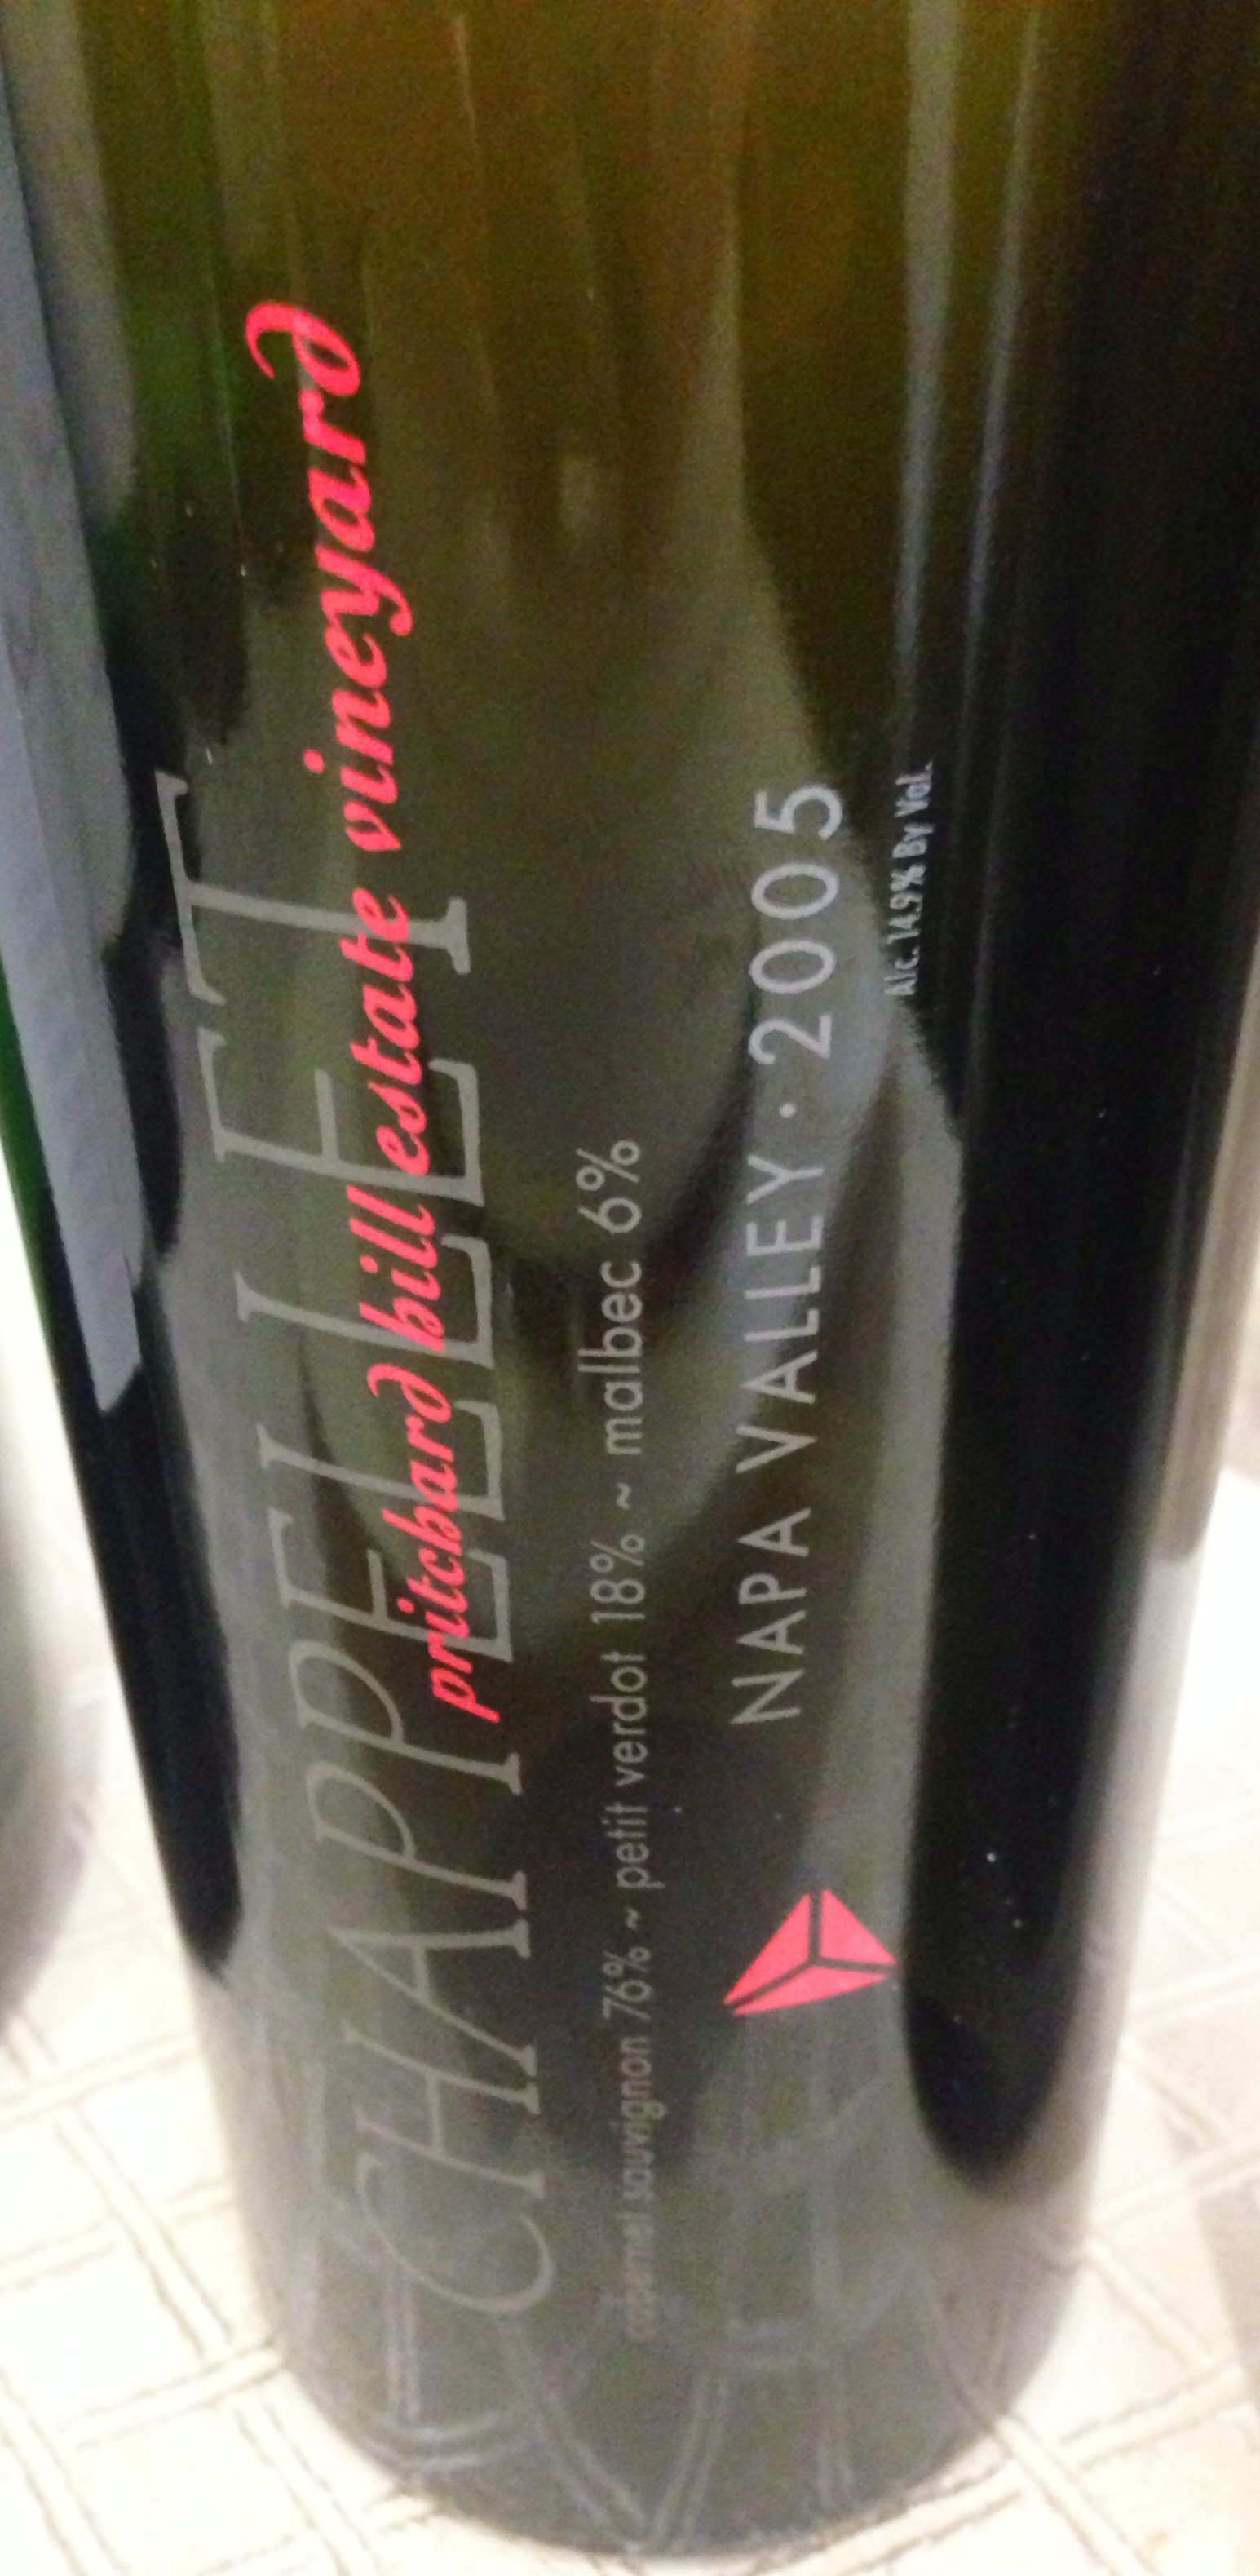 CHAPPELLET
pritchard hill estate vineyard
cabernet sauvignon 76% ~ petit verdot 18% ~ malbec 6%
NAPA VALLEY · 2005
Alc. 14.9% By Vol.